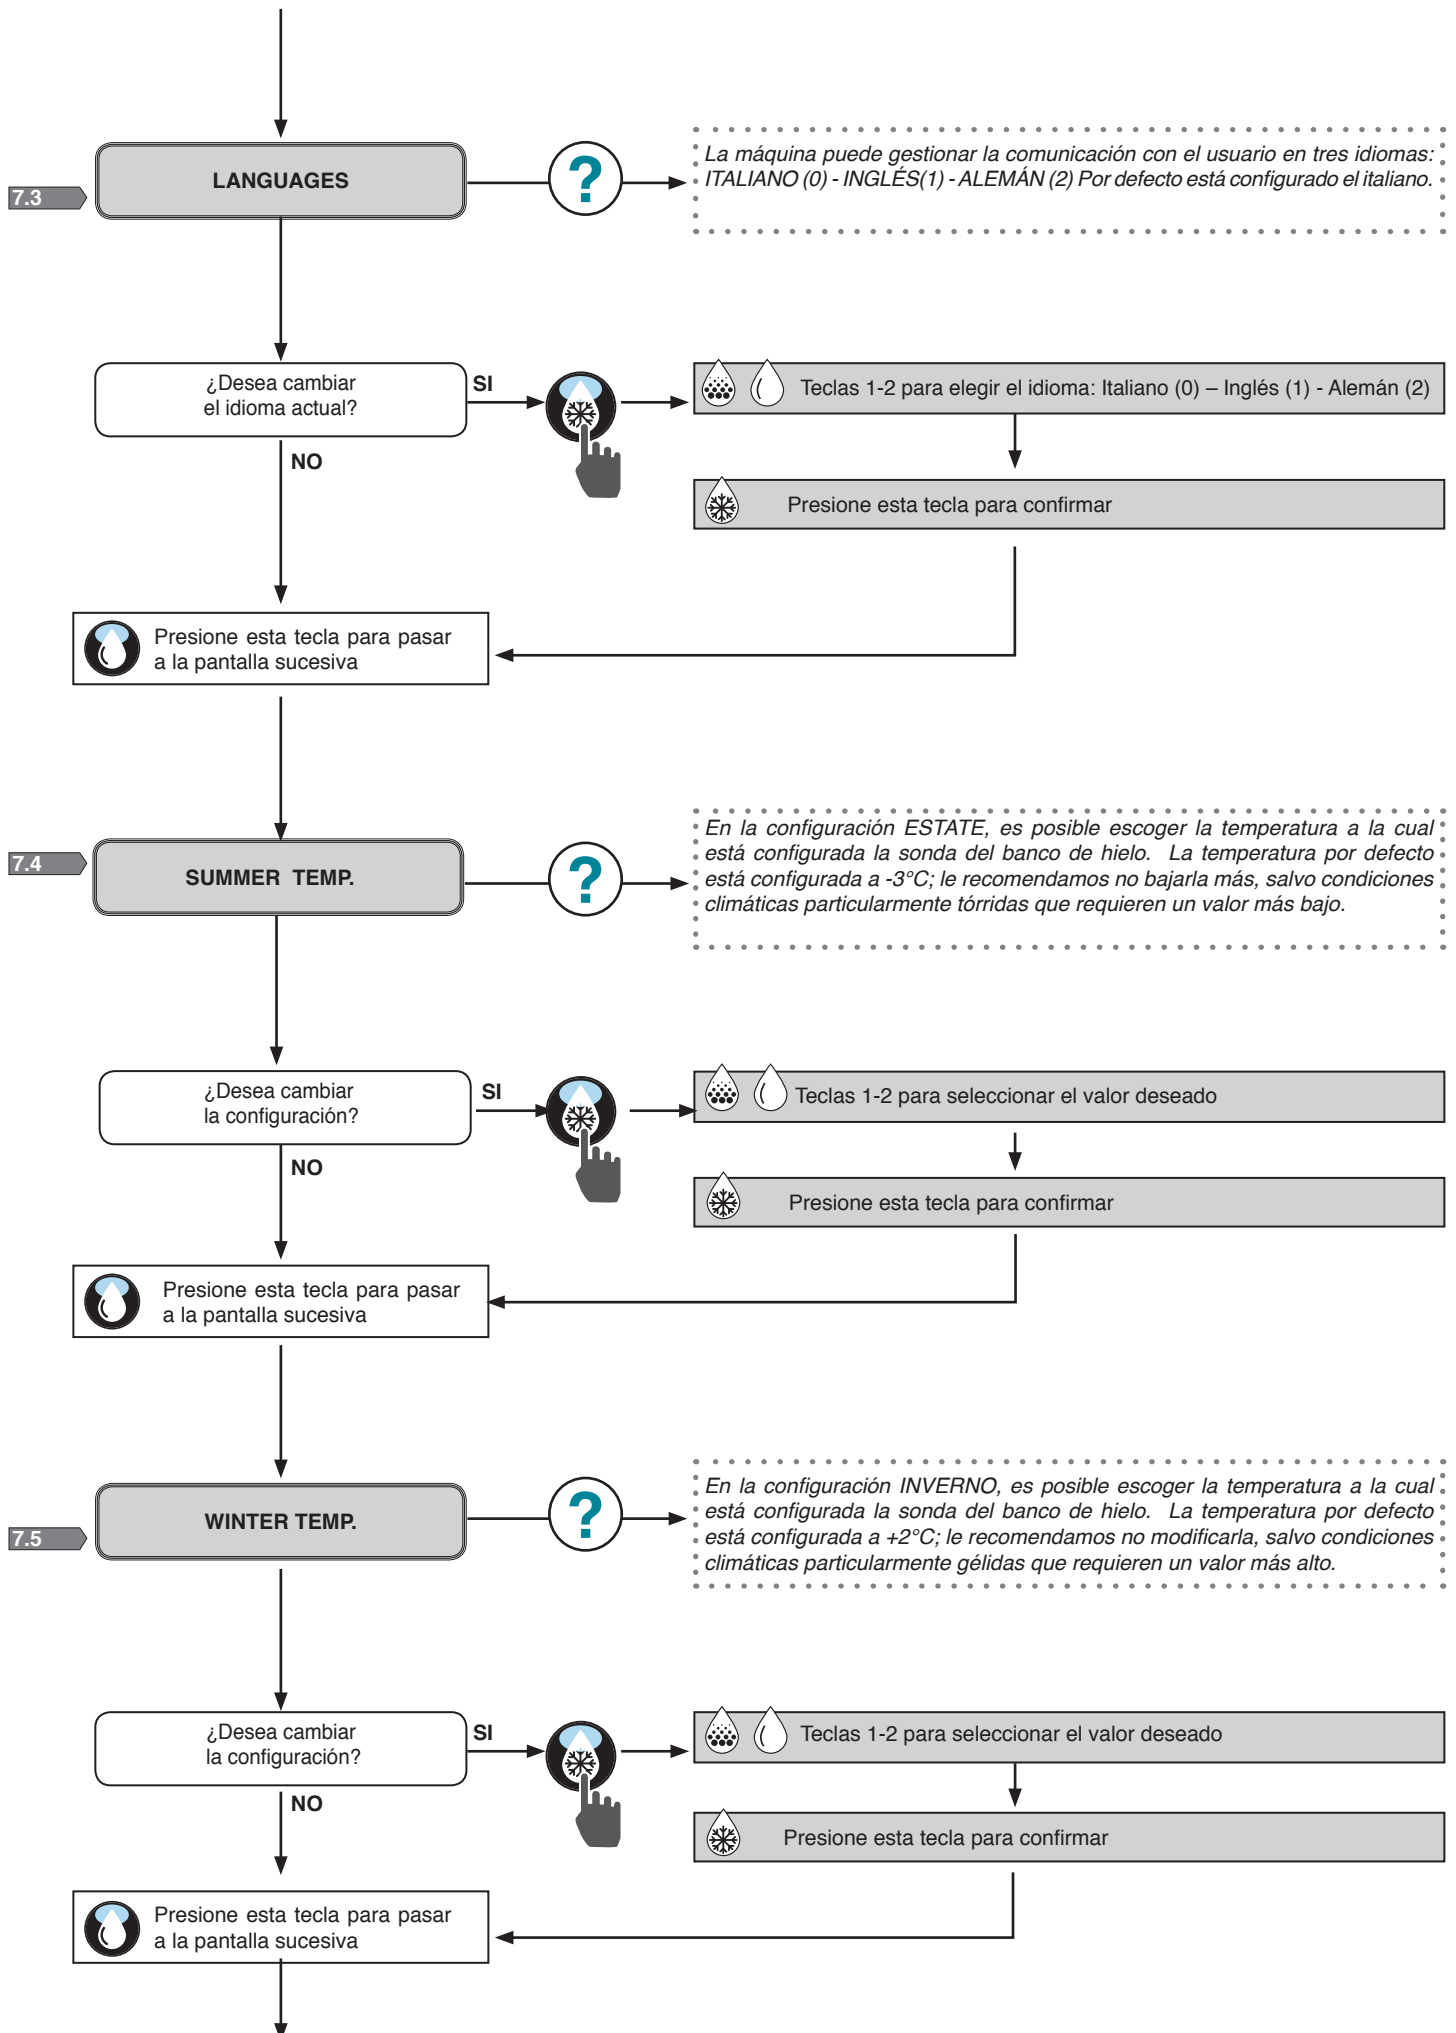 La máquina puede gestionar la comunicación con el usuario en tres idiomas:
7.3
LANGUAGES
?
ITALIANO (0) - INGLÉS(1) - ALEMÁN (2) Por defecto está configurado el italiano.
¿Desea cambiar
el idioma actual?
SI
Teclas 1-2 para elegir el idioma: Italiano (0) – Inglés (1) - Alemán (2)
NO
Presione esta tecla para confirmar
Presione esta tecla para pasar
a la pantalla sucesiva
7.4
SUMMER TEMP.
?
En la configuración ESTATE, es posible escoger la temperatura a la cual
está configurada la sonda del banco de hielo. La temperatura por defecto
está configurada a -3°C; le recomendamos no bajarla más, salvo condiciones
climáticas particularmente tórridas que requieren un valor más bajo.
¿Desea cambiar
la configuración?
SI
Teclas 1-2 para seleccionar el valor deseado
NO
Presione esta tecla para confirmar
Presione esta tecla para pasar
a la pantalla sucesiva
7.5
WINTER TEMP.
?
En la configuración INVERNO, es posible escoger la temperatura a la cual
está configurada la sonda del banco de hielo. La temperatura por defecto
está configurada a +2°C; le recomendamos no modificarla, salvo condiciones
climáticas particularmente gélidas que requieren un valor más alto.
¿Desea cambiar
la configuración?
SI
Teclas 1-2 para seleccionar el valor deseado
NO
Presione esta tecla para confirmar
Presione esta tecla para pasar
a la pantalla sucesiva